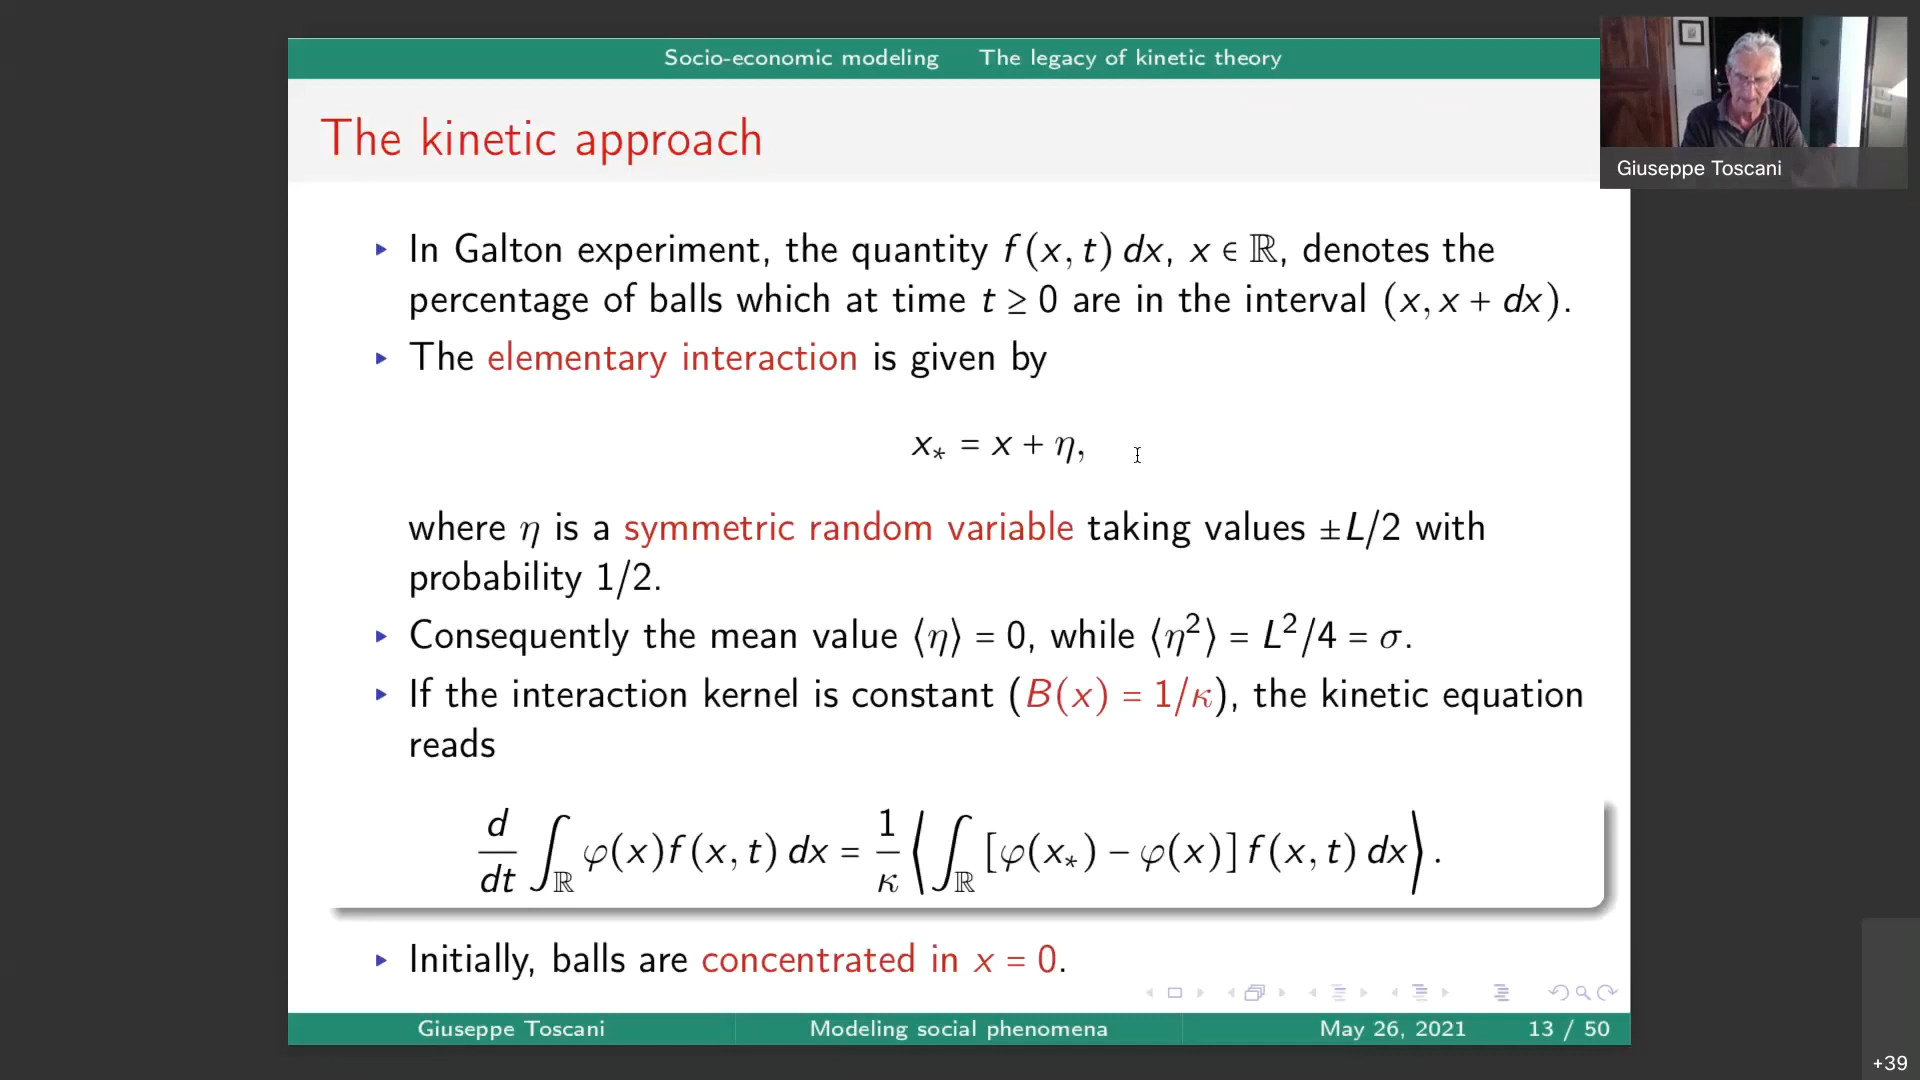 Socio-economic modeling The legacy of kinetic theory
The kinetic approach
Giuseppe Toscani
▸ In Galton experiment, the quantity f(x, t) dx, x ∈ ℝ, denotes the
percentage of balls which at time t ≥ 0 are in the interval (x, x + dx).
▸ The elementary interaction is given by
x_* = x + η,
where η is a symmetric random variable taking values ±L/2 with
probability 1/2.
▸ Consequently the mean value ⟨η⟩ = 0, while ⟨η²⟩ = L²/4 = σ.
▸ If the interaction kernel is constant (B(x) = 1/κ), the kinetic equation
reads
d/dt ∫_ℝ φ(x)f(x, t) dx = 1/κ ⟨∫_ℝ [φ(x_*) − φ(x)] f(x, t) dx⟩.
▸ Initially, balls are concentrated in x = 0.
Giuseppe Toscani Modeling social phenomena May 26, 2021 13 / 50
+39